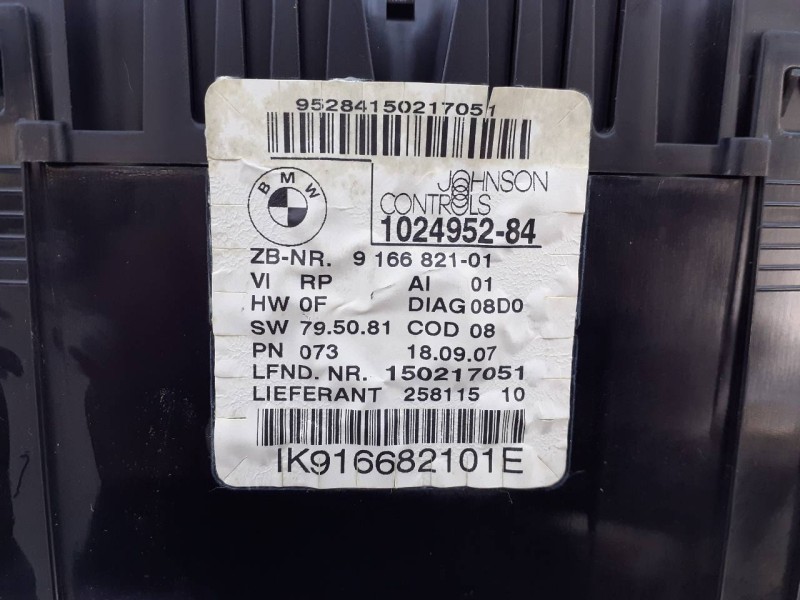 95284150217051
BMW
JOHNSON
CONTROLS
1024952-84
ZB-NR. 9 166 821-01
VI RP AI 01
HW 0F DIAG 08D0
SW 79.50.81 COD 08
PN 073 18.09.07
LFND. NR. 150217051
LIEFERANT 258115 10
IK916682101E